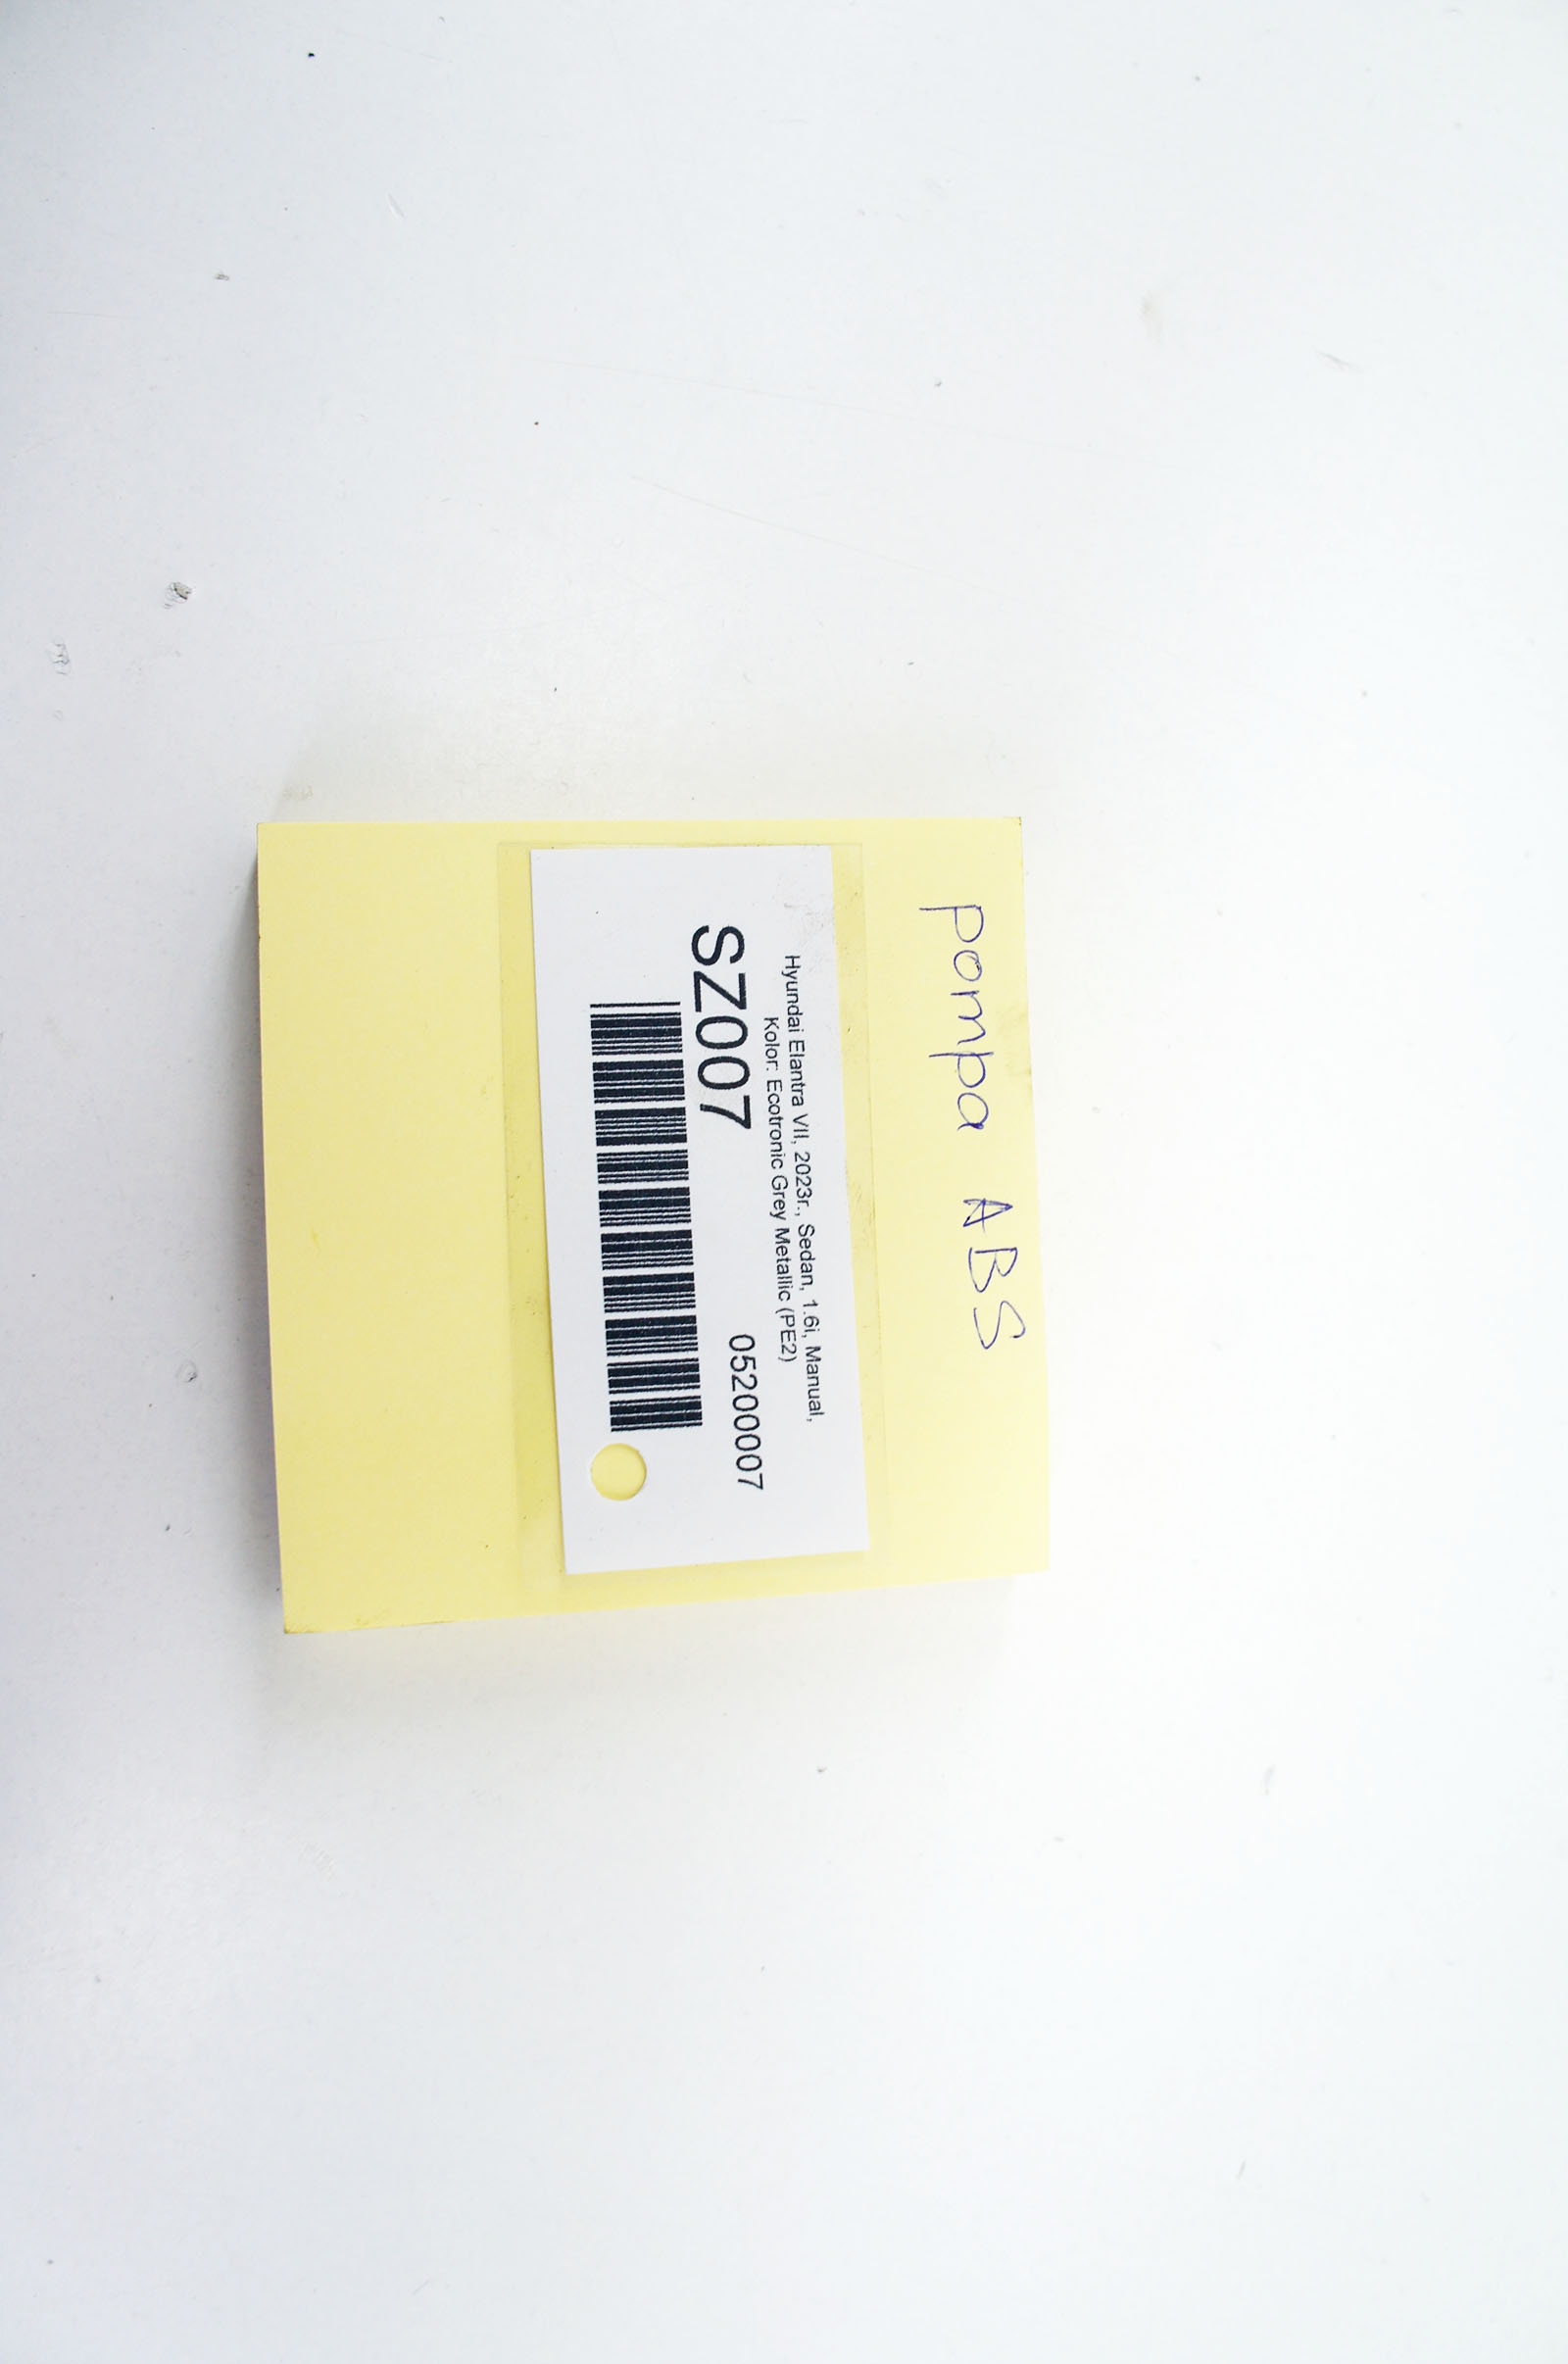 pompa ABS
Hyundai Elantra VII, 2023r., Sedan, 1.6i, Manual,
Kolor: Ecotronic Grey Metallic (PE2)
SZ007 05200007